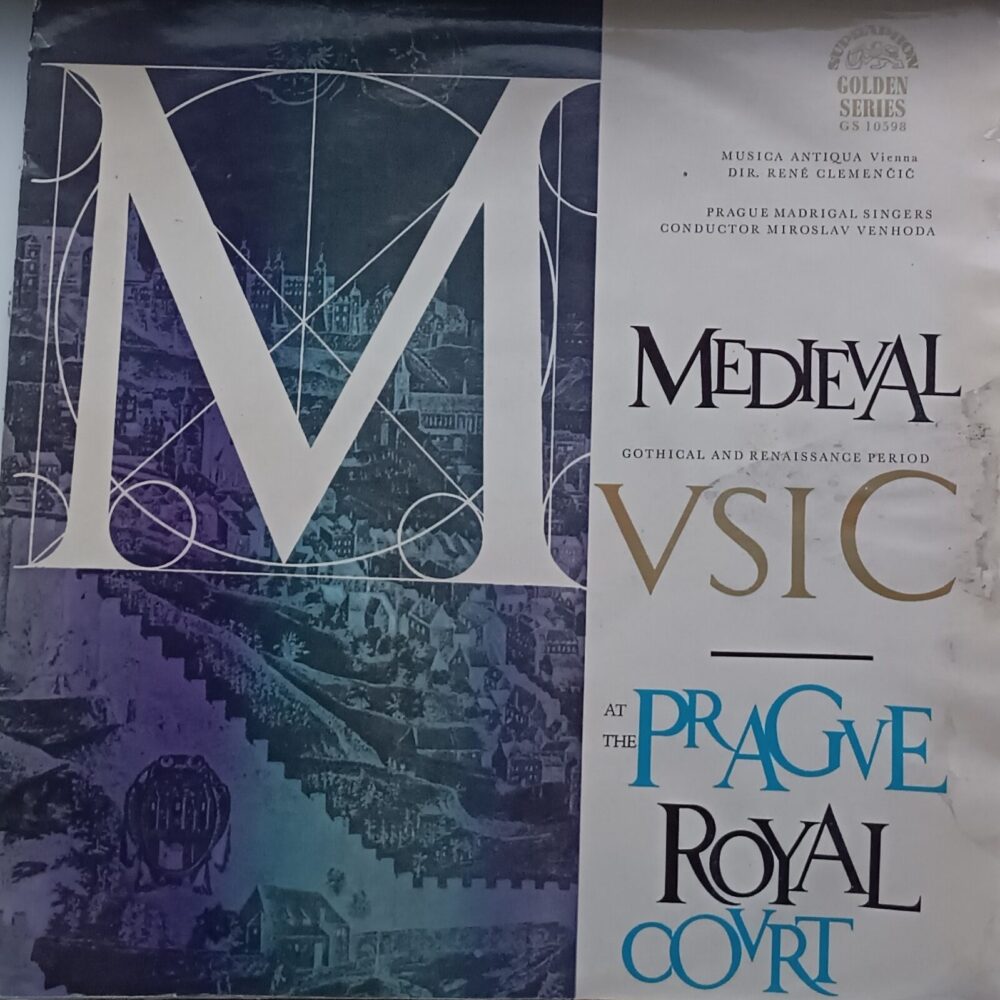 SUPRAPHON
GOLDEN
SERIES
GS 10598
MUSICA ANTIQUA Vienna
DIR. RENÉ CLEMENČIČ
PRAGUE MADRIGAL SINGERS
CONDUCTOR MIROSLAV VENHODA
MEDIEVAL
GOTHICAL AND RENAISSANCE PERIOD
MVSIC
AT THE PRAGVE
ROYAL
COVRT